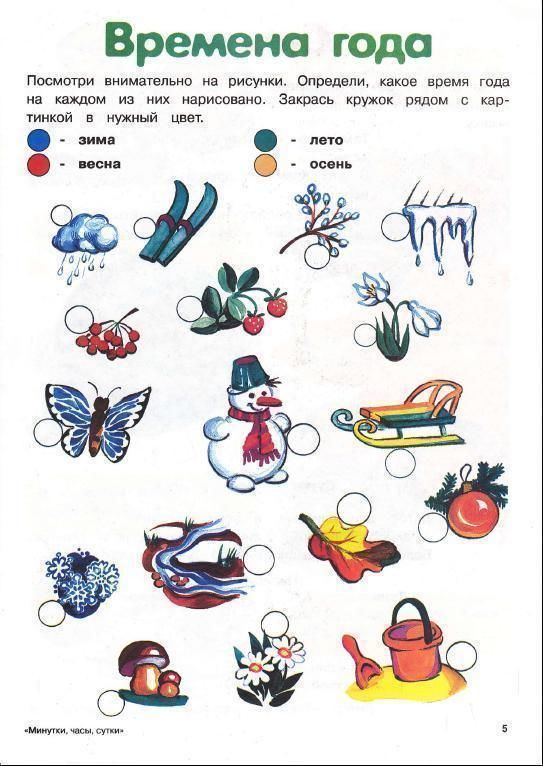 Времена года
Посмотри внимательно на рисунки. Определи, какое время года
на каждом из них нарисовано. Закрась кружок рядом с кар-
тинкой в нужный цвет.
- зима
- лето
- весна
- осень
«Минутки, часы, сутки»
5